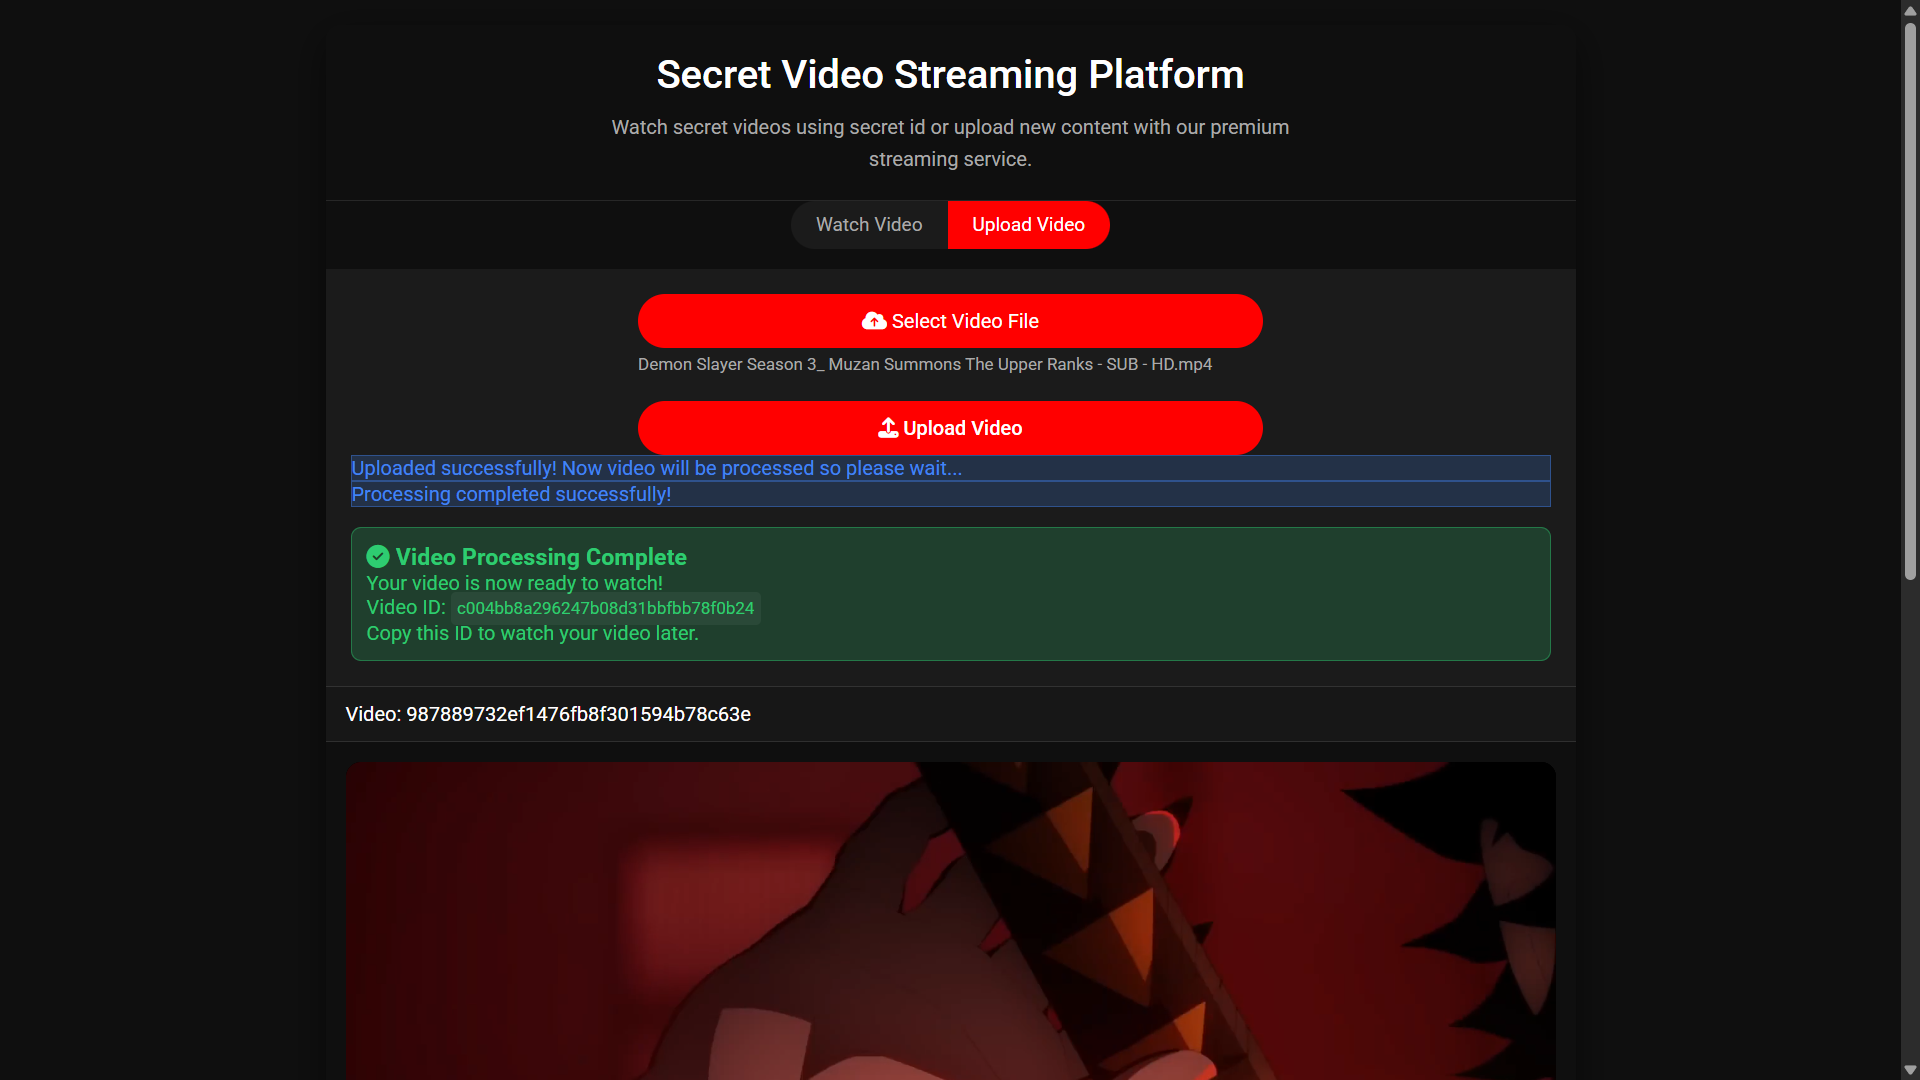 Secret Video Streaming Platform
Watch secret videos using secret id or upload new content with our premium
streaming service.
Watch Video
Upload Video
Select Video File
Demon Slayer Season 3_ Muzan Summons The Upper Ranks - SUB - HD.mp4
Upload Video
Uploaded successfully! Now video will be processed so please wait...
Processing completed successfully!
Video Processing Complete
Your video is now ready to watch!
Video ID: c004bb8a296247b08d31bbfbb78f0b24
Copy this ID to watch your video later.
Video: 987889732ef1476fb8f301594b78c63e